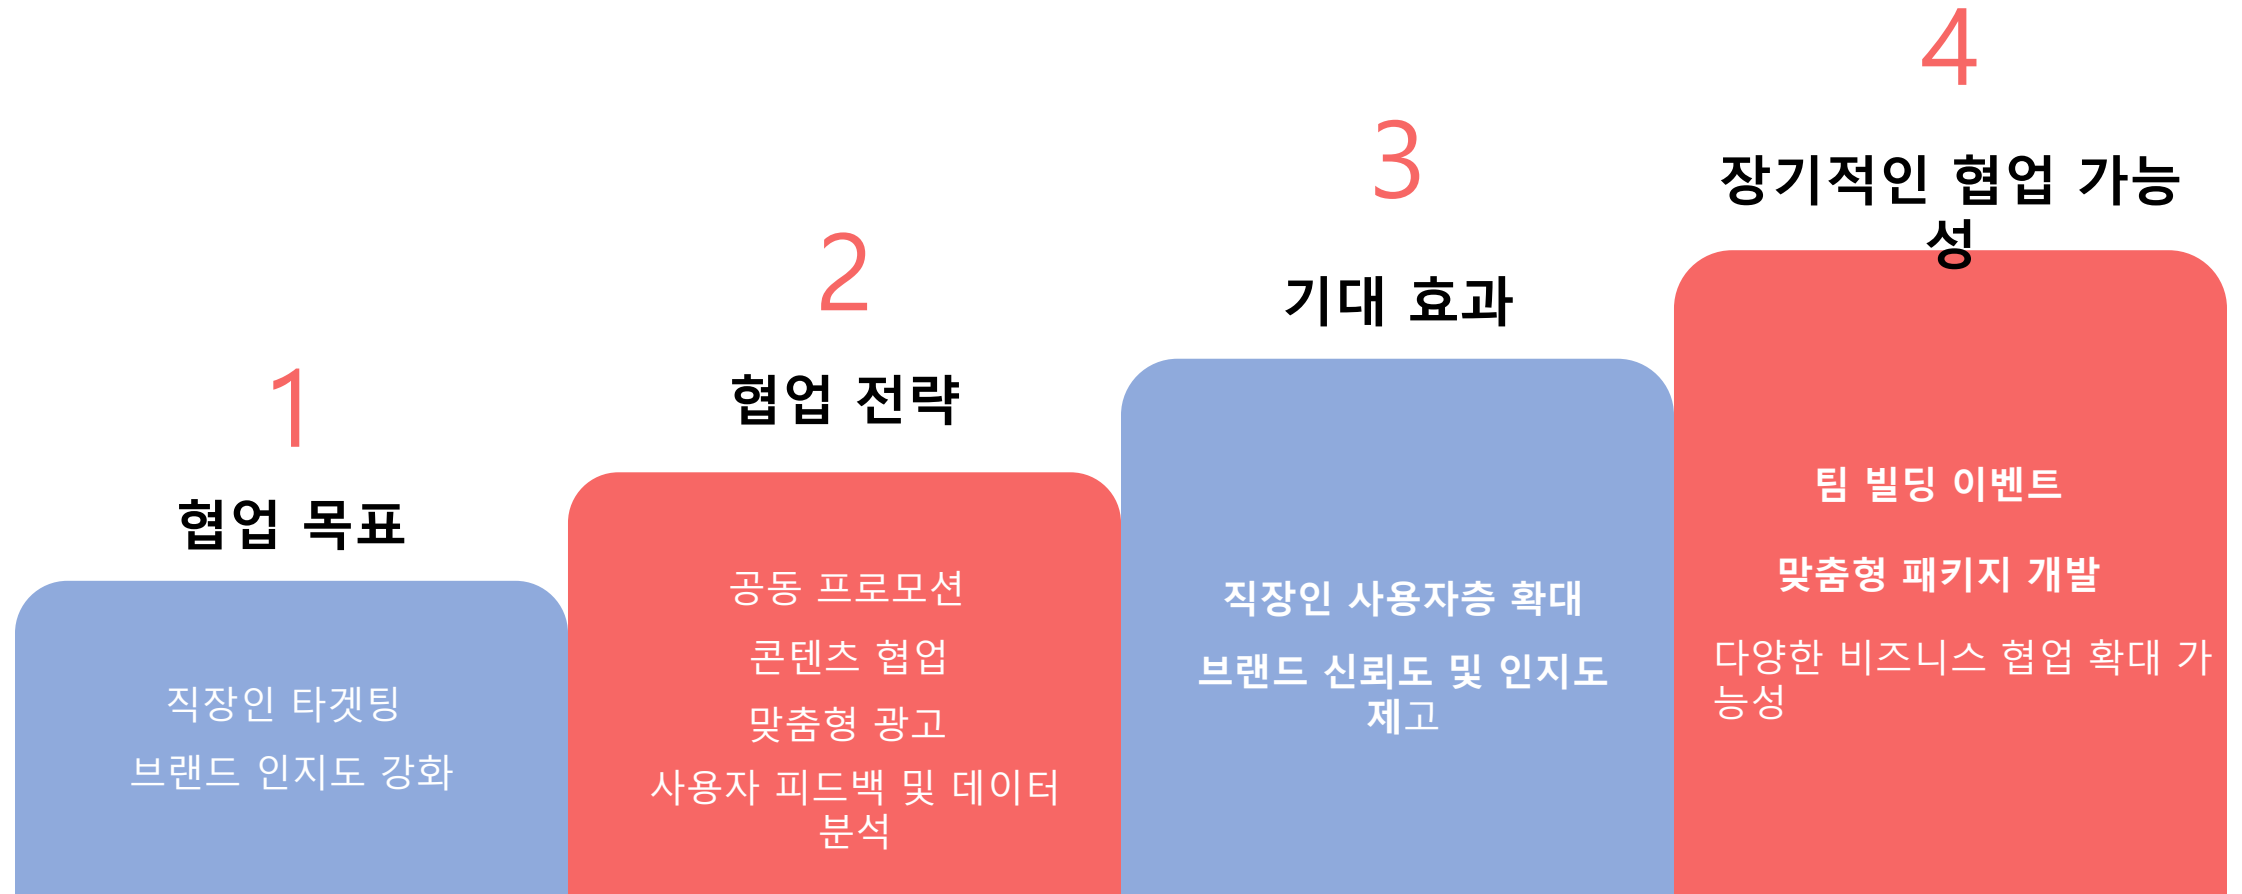 1
협업 목표
직장인 타겟팅
브랜드 인지도 강화
2
협업 전략
공동 프로모션
콘텐츠 협업
맞춤형 광고
사용자 피드백 및 데이터
분석
3
기대 효과
직장인 사용자층 확대
브랜드 신뢰도 및 인지도
제고
4
장기적인 협업 가능
성
팀 빌딩 이벤트
맞춤형 패키지 개발
다양한 비즈니스 협업 확대 가
능성